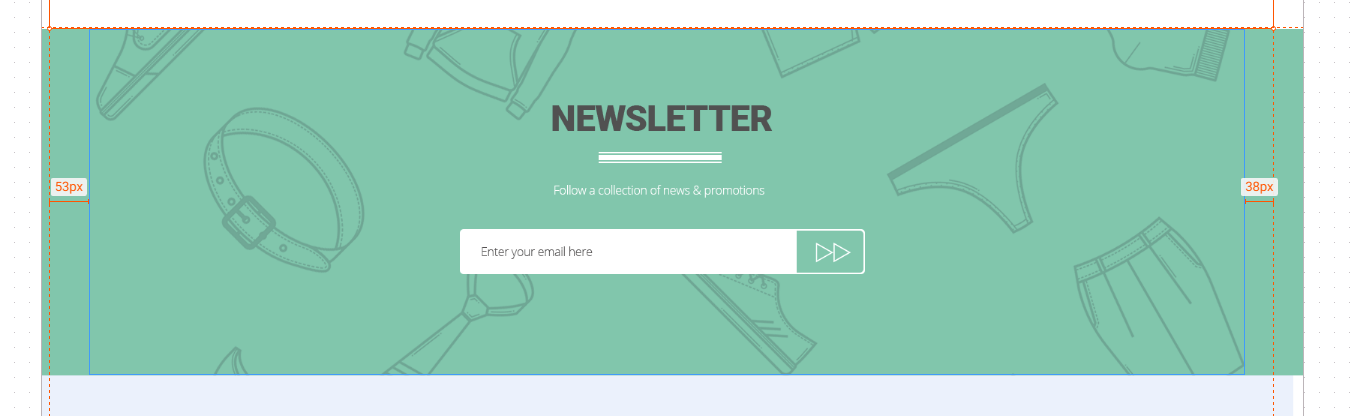 NEWSLETTER
53px
38px
Follow a collection of news & promotions
Enter your email here